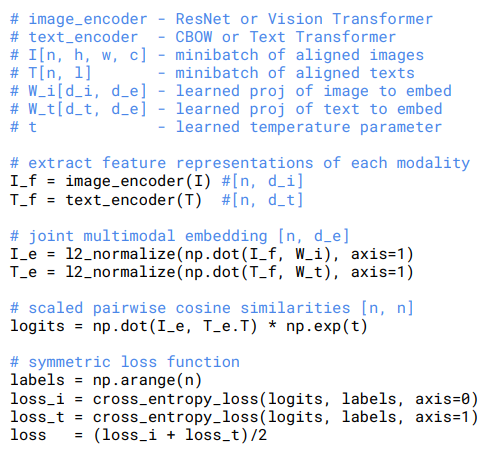 # image_encoder - ResNet or Vision Transformer
# text_encoder  - CBOW or Text Transformer
# I[n, h, w, c] - minibatch of aligned images
# T[n, l]       - minibatch of aligned texts
# W_i[d_i, d_e] - learned proj of image to embed
# W_t[d_t, d_e] - learned proj of text to embed
# t             - learned temperature parameter

# extract feature representations of each modality
I_f = image_encoder(I) #[n, d_i]
T_f = text_encoder(T)  #[n, d_t]

# joint multimodal embedding [n, d_e]
I_e = l2_normalize(np.dot(I_f, W_i), axis=1)
T_e = l2_normalize(np.dot(T_f, W_t), axis=1)

# scaled pairwise cosine similarities [n, n]
logits = np.dot(I_e, T_e.T) * np.exp(t)

# symmetric loss function
labels = np.arange(n)
loss_i = cross_entropy_loss(logits, labels, axis=0)
loss_t = cross_entropy_loss(logits, labels, axis=1)
loss   = (loss_i + loss_t)/2